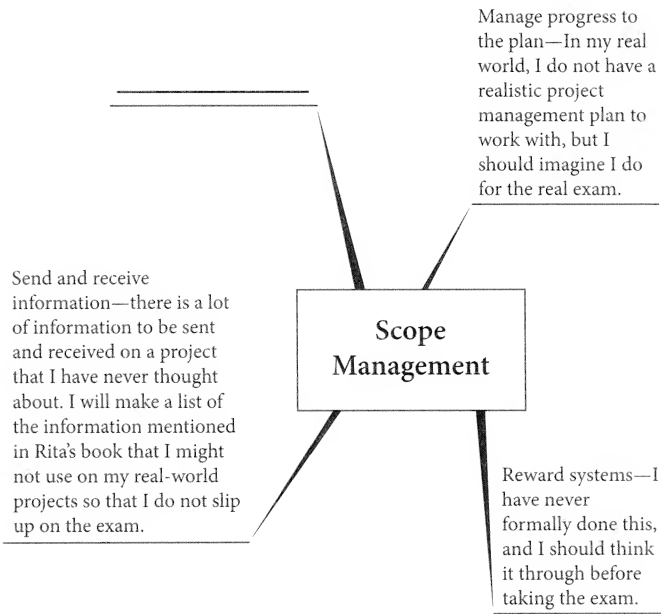 Manage progress to
the plan—In my real
world, I do not have a
realistic project
management plan to
work with, but I
should imagine I do
for the real exam.
Send and receive
information—there is a lot
of information to be sent
and received on a project
that I have never thought
about. I will make a list of
the information mentioned
in Rita's book that I might
not use on my real-world
projects so that I do not slip
up on the exam.
Scope
Management
Reward systems—I
have never
formally done this,
and I should think
it through before
taking the exam.